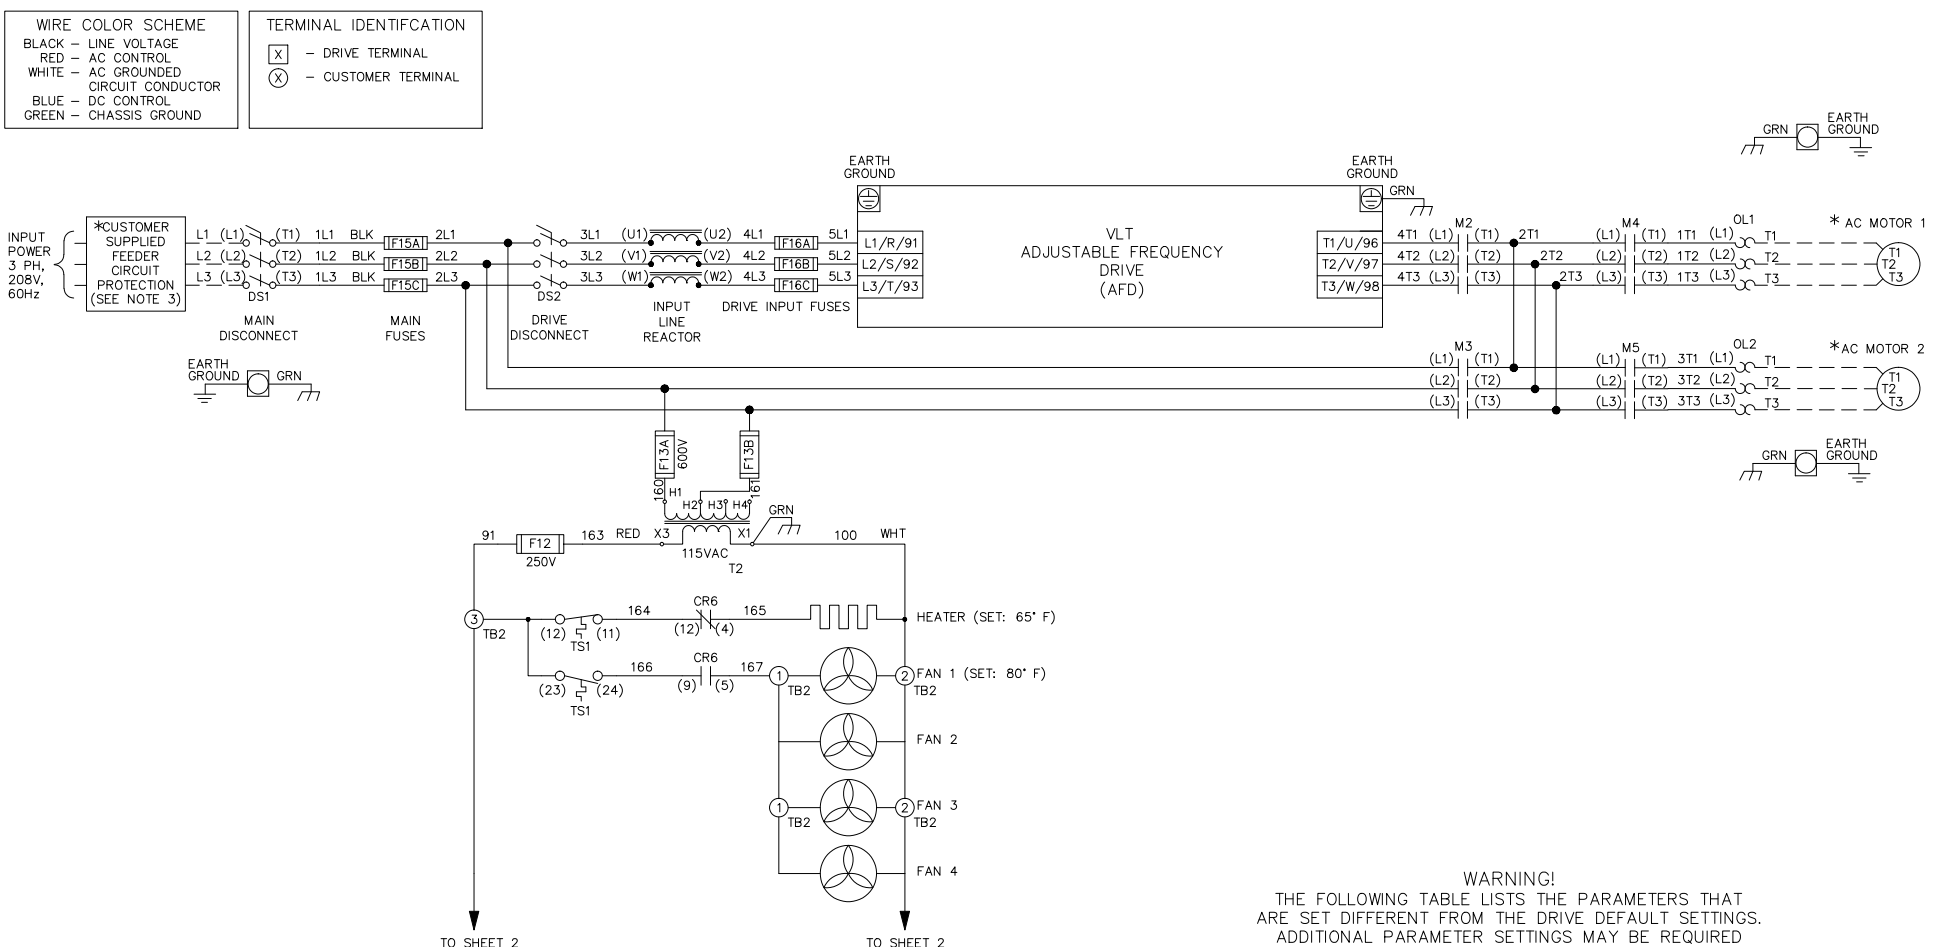 WIRE COLOR SCHEME
BLACK – LINE VOLTAGE
RED – AC CONTROL
WHITE – AC GROUNDED
CIRCUIT CONDUCTOR
BLUE – DC CONTROL
GREEN – CHASSIS GROUND
TERMINAL IDENTIFCATION
X – DRIVE TERMINAL
X – CUSTOMER TERMINAL
GRN
EARTH
GROUND
INPUT
POWER
3 PH,
208V,
60Hz
*CUSTOMER
SUPPLIED
FEEDER
CIRCUIT
PROTECTION
(SEE NOTE 3)
L1 (L1) (T1) 1L1 BLK F15A 2L1
L2 (L2) (T2) 1L2 BLK F15B 2L2
L3 (L3) (T3) 1L3 BLK F15C 2L3
DS1
MAIN
DISCONNECT
MAIN
FUSES
3L1 (U1) (U2) 4L1 F16A 5L1
3L2 (V1) (V2) 4L2 F16B 5L2
3L3 (W1) (W2) 4L3 F16C 5L3
DS2
DRIVE
DISCONNECT
INPUT
LINE
REACTOR
DRIVE INPUT FUSES
EARTH
GROUND
EARTH
GROUND
GRN
L1/R/91
L2/S/92
L3/T/93
VLT
ADJUSTABLE FREQUENCY
DRIVE
(AFD)
T1/U/96
T2/V/97
T3/W/98
M2 M4 OL1 * AC MOTOR 1
4T1 (L1) (T1) 2T1 (L1) (T1) 1T1 (L1) T1
4T2 (L2) (T2) 2T2 (L2) (T2) 1T2 (L2) T2
4T3 (L3) (T3) 2T3 (L3) (T3) 1T3 (L3) T3
T1
T2
T3
M3 M5 OL2 *AC MOTOR 2
(L1) (T1) (L1) (T1) 3T1 (L1) T1
(L2) (T2) (L2) (T2) 3T2 (L2) T2
(L3) (T3) (L3) (T3) 3T3 (L3) T3
T1
T2
T3
EARTH
GROUND
GRN
GRN
EARTH
GROUND
F13A
600V
F13B
160
H1
161
H2 H3 H4
GRN
91 F12 163 RED X3 X1 100 WHT
250V
115VAC
T2
3
TB2
(12) (11)
TS1
164
CR6
(12) (4)
165
HEATER (SET: 65° F)
(23) (24)
TS1
166
CR6
(9) (5)
167
1
TB2
2
TB2
FAN 1 (SET: 80° F)
FAN 2
1
TB2
2
TB2
FAN 3
FAN 4
TO SHEET 2
TO SHEET 2
WARNING!
THE FOLLOWING TABLE LISTS THE PARAMETERS THAT
ARE SET DIFFERENT FROM THE DRIVE DEFAULT SETTINGS.
ADDITIONAL PARAMETER SETTINGS MAY BE REQUIRED